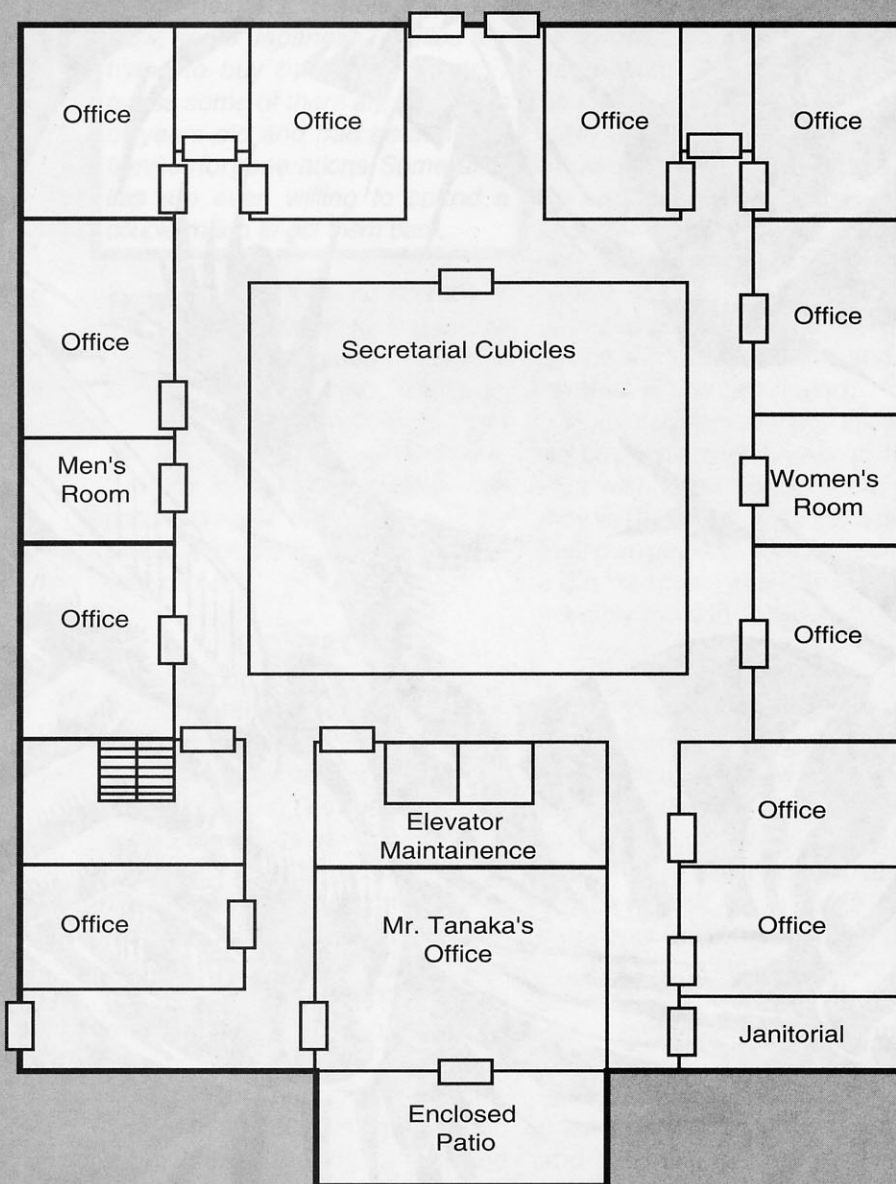 Office
Office
Office
Office
Office
Secretarial Cubicles
Office
Men's
Room
Women's
Room
Office
Office
Elevator
Maintainence
Office
Office
Mr. Tanaka's
Office
Office
Janitorial
Enclosed
Patio